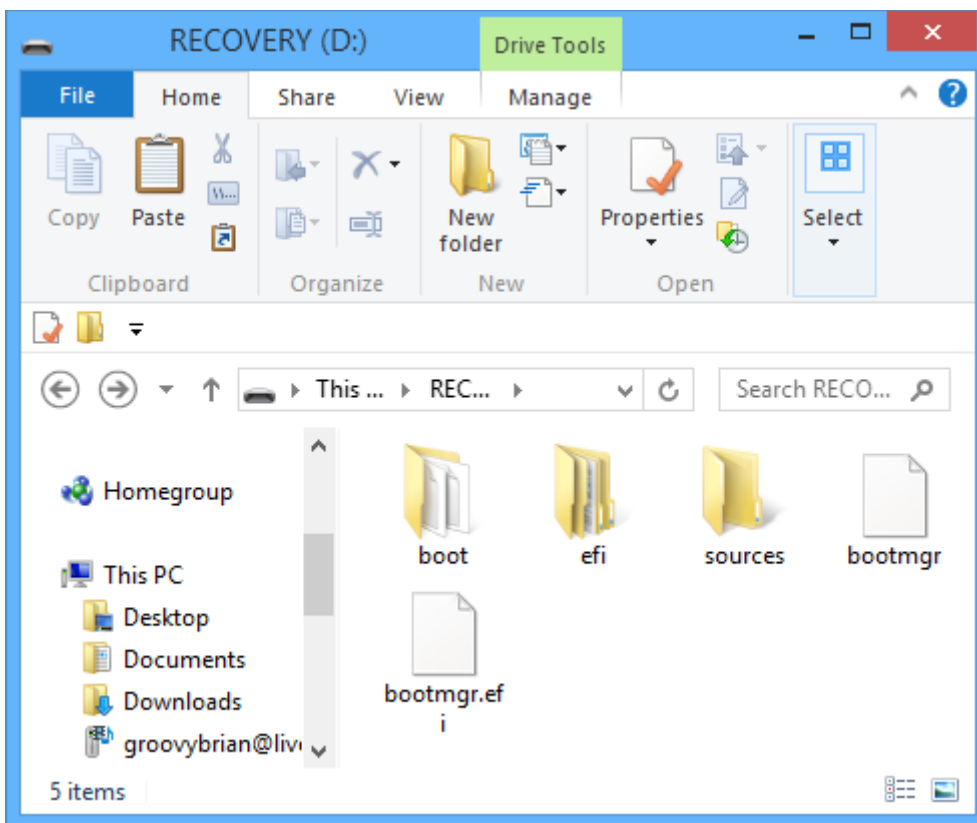 RECOVERY (D:)
Drive Tools
File Home Share View Manage
Copy Paste New folder Properties Select
Clipboard Organize New Open
This ... REC... Search RECO...
Homegroup
This PC
Desktop
Documents
Downloads
groovybrian@live
boot efi sources bootmgr
bootmgr.ef
i
5 items